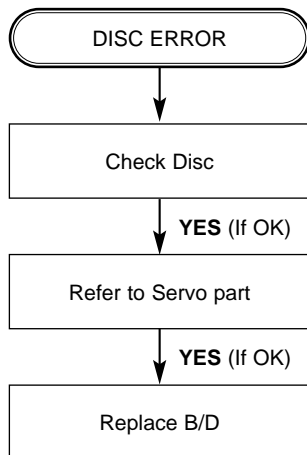 DISC ERROR
Check Disc
YES (If OK)
Refer to Servo part
YES (If OK)
Replace B/D